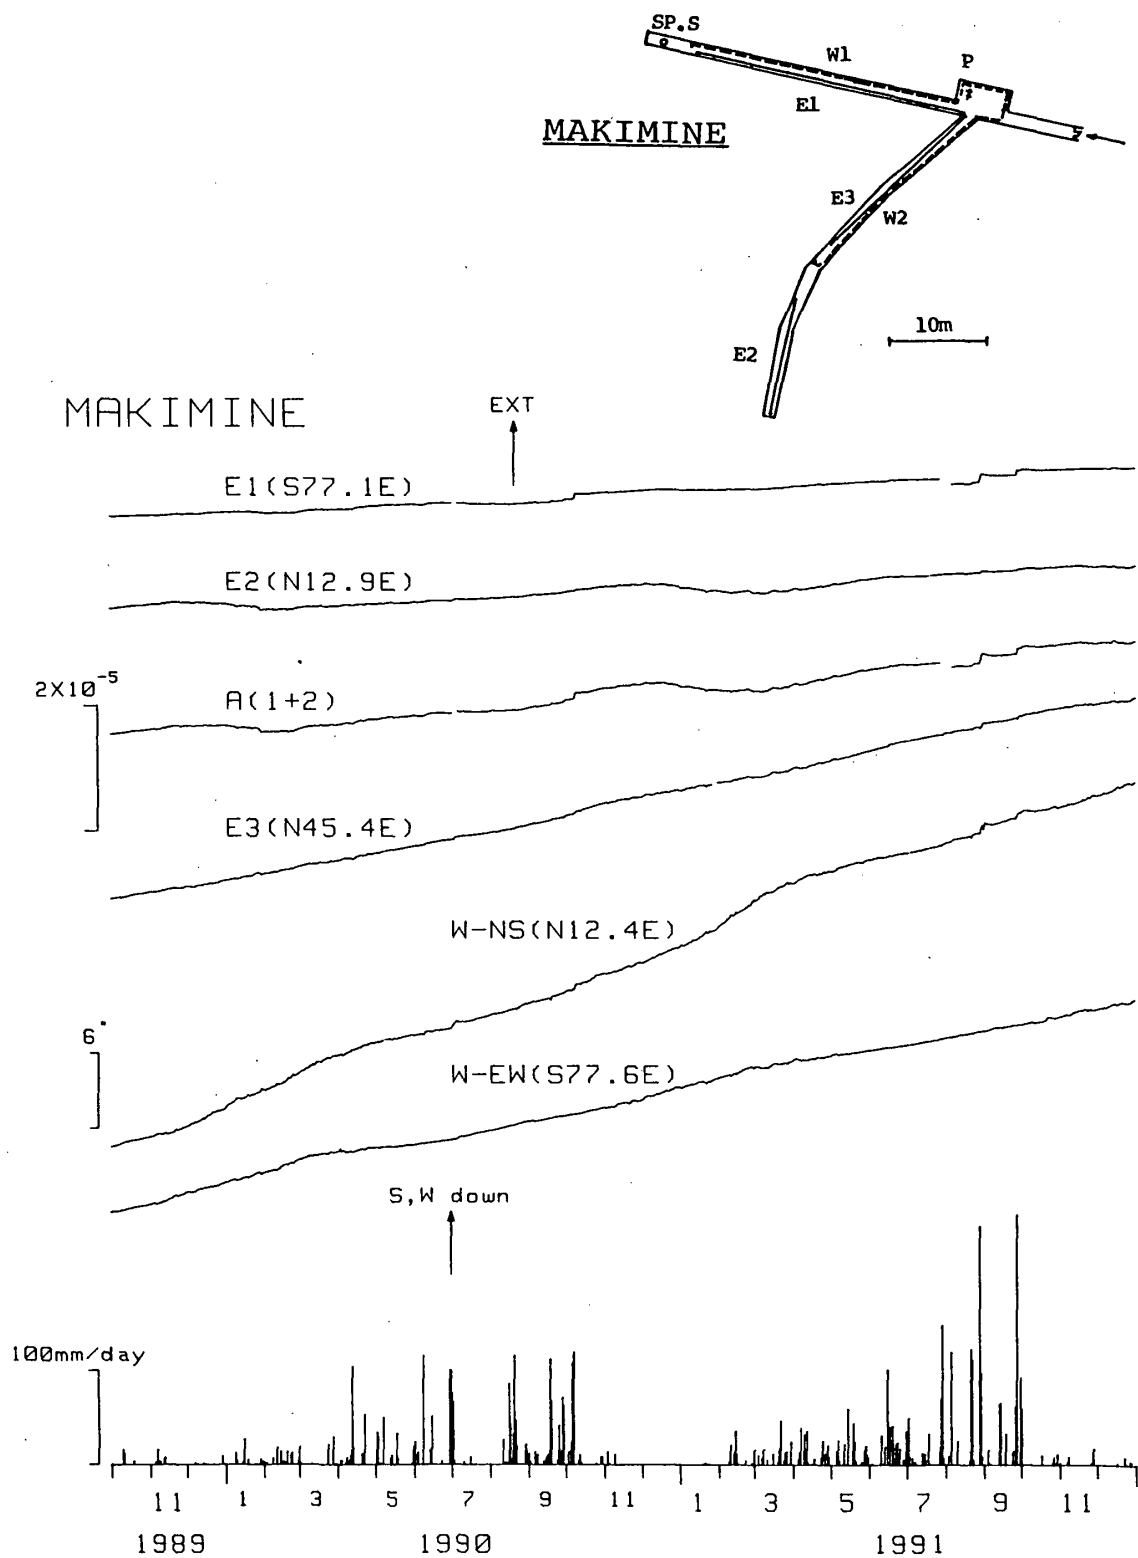 SP.S
W1
P
E1
MAKIMINE
E3
W2
10m
E2
MAKIMINE
EXT
E1(S77.1E)
E2(N12.9E)
2X10-5
A(1+2)
E3(N45.4E)
W-NS(N12.4E)
6"
W-EW(S77.6E)
S,W down
100mm/day
11 1 3 5 7 9 11 1 3 5 7 9 11
1989 1990 1991